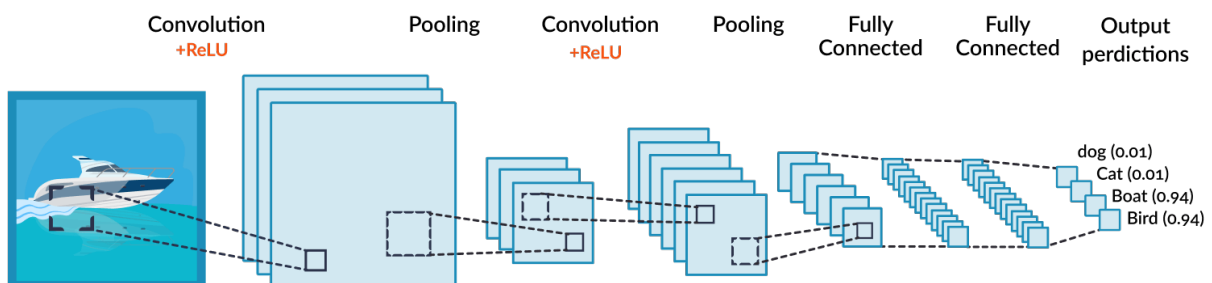 Convolution
+ReLU
Pooling
Convolution
+ReLU
Pooling
Fully
Connected
Fully
Connected
Output
perdictions
dog (0.01)
Cat (0.01)
Boat (0.94)
Bird (0.94)